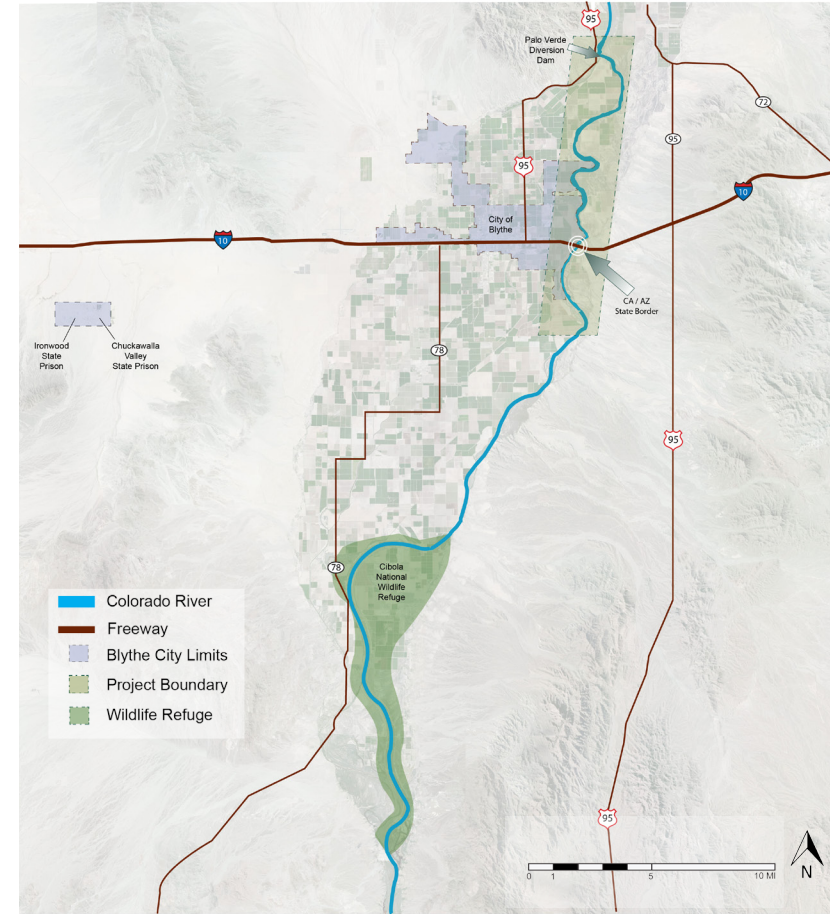 95
Palo Verde
Diversion
Dam
72
95
95
10
City of
Blythe
10
CA / AZ
State Border
Ironwood
State
Prison
Chuckawalla
Valley
State Prison
78
95
78
Cibola
National
Wildlife
Refuge
Colorado River
Freeway
Blythe City Limits
Project Boundary
Wildlife Refuge
95
0 1 5 10 MI
N